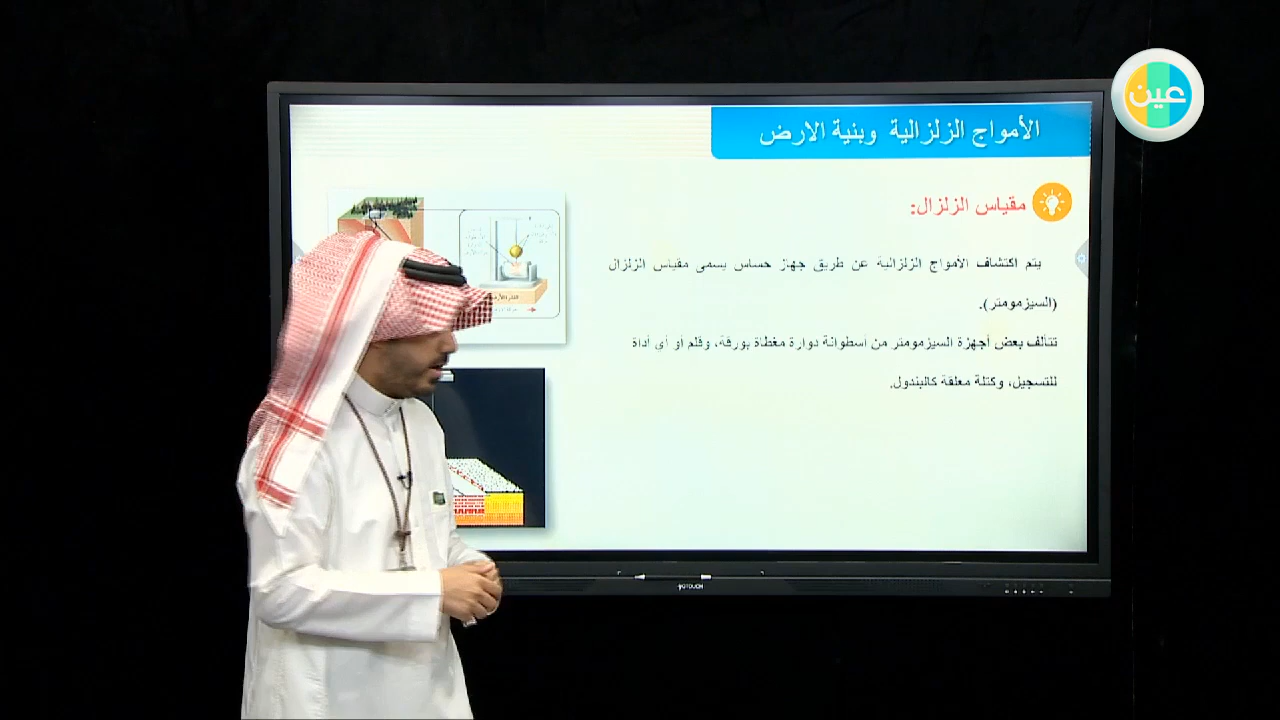 عين
الأمواج الزلزالية وبنية الارض
مقياس الزلزال:
يتم اكتشاف الأمواج الزلزالية عن طريق جهاز حساس يسمى مقياس الزلزال
(السيزمومتر).
تتألف بعض أجهزة السيزمومتر من اسطوانة دوارة مغطاة بورقة، وقلم أو أي أداة
للتسجيل، وكتلة معلقة كالبندول.